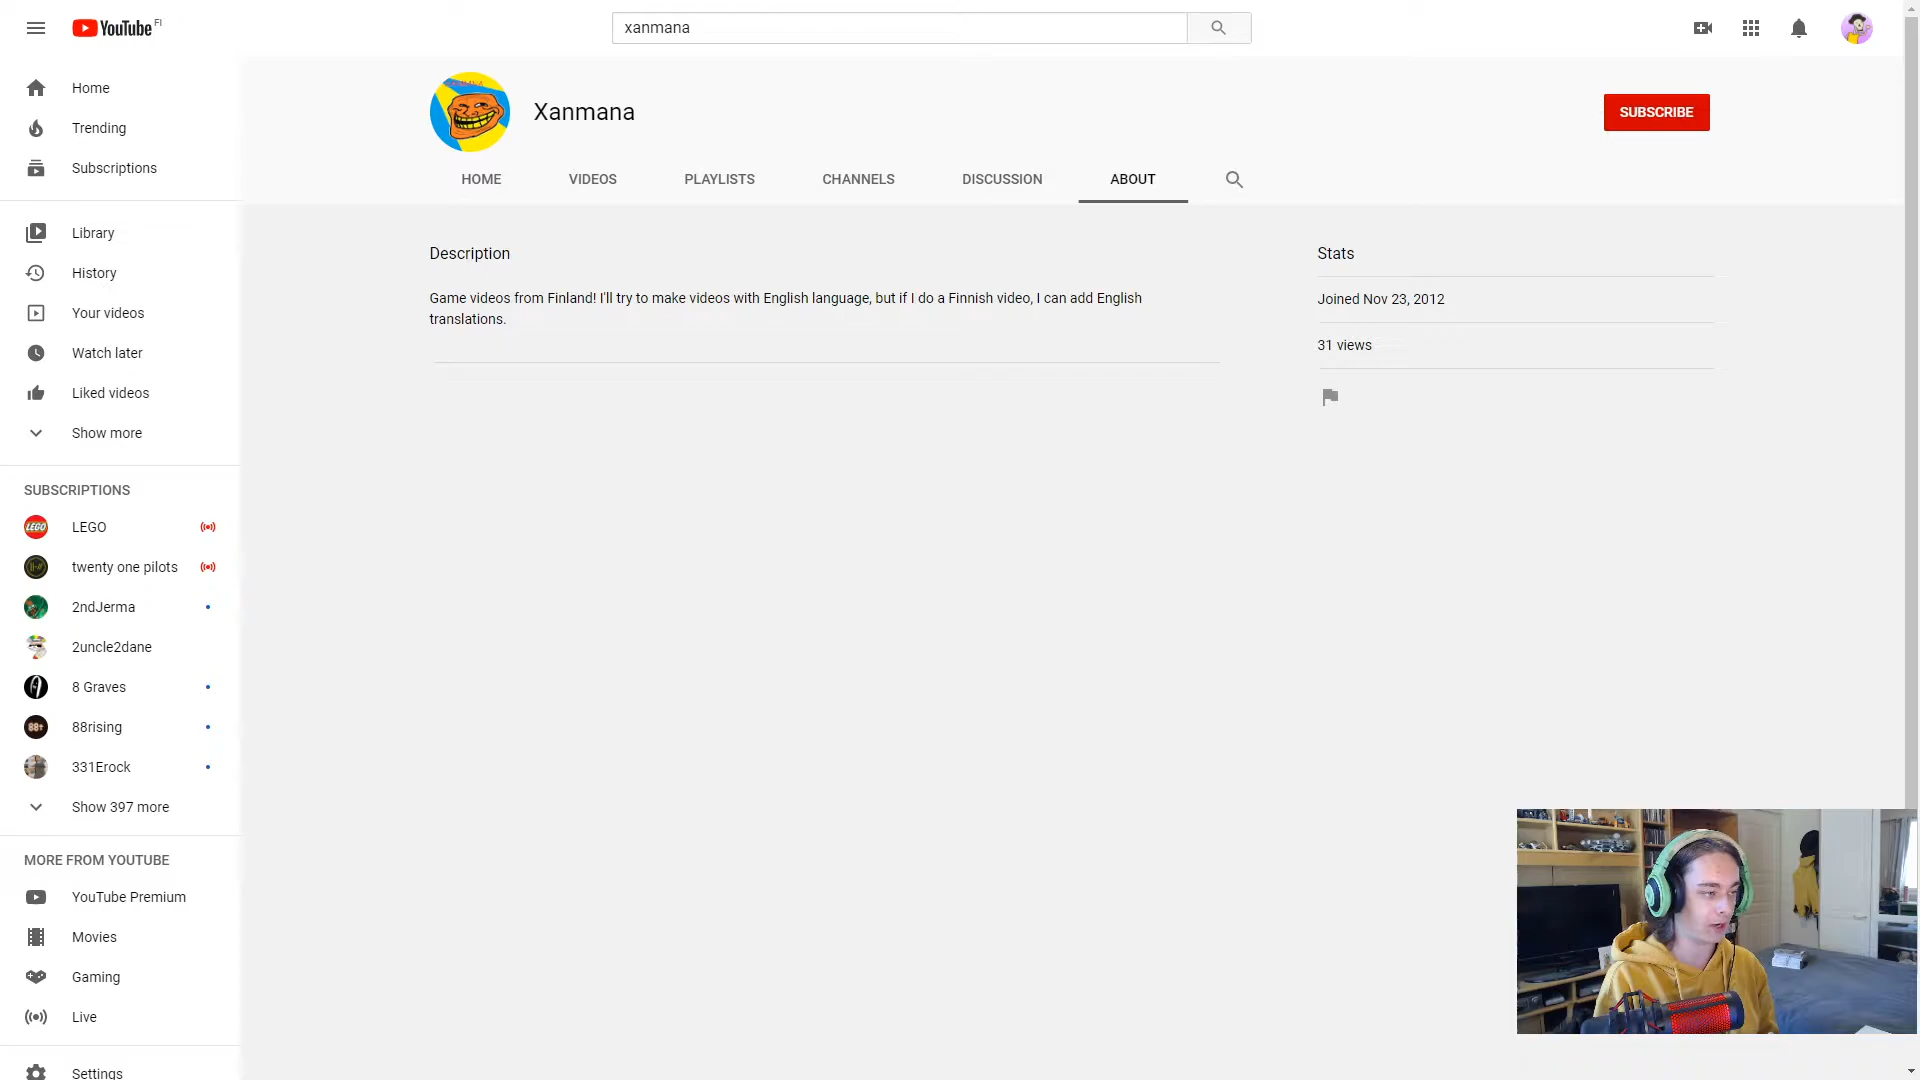 YouTube FI
xanmana
Home
Trending
Subscriptions
Library
History
Your videos
Watch later
Liked videos
Show more
SUBSCRIPTIONS
LEGO
twenty one pilots
2ndJerma
2uncle2dane
8 Graves
88rising
331Erock
Show 397 more
MORE FROM YOUTUBE
YouTube Premium
Movies
Gaming
Live
Settings
Xanmana
SUBSCRIBE
HOME
VIDEOS
PLAYLISTS
CHANNELS
DISCUSSION
ABOUT
Description
Game videos from Finland! I'll try to make videos with English language, but if I do a Finnish video, I can add English
translations.
Stats
Joined Nov 23, 2012
31 views